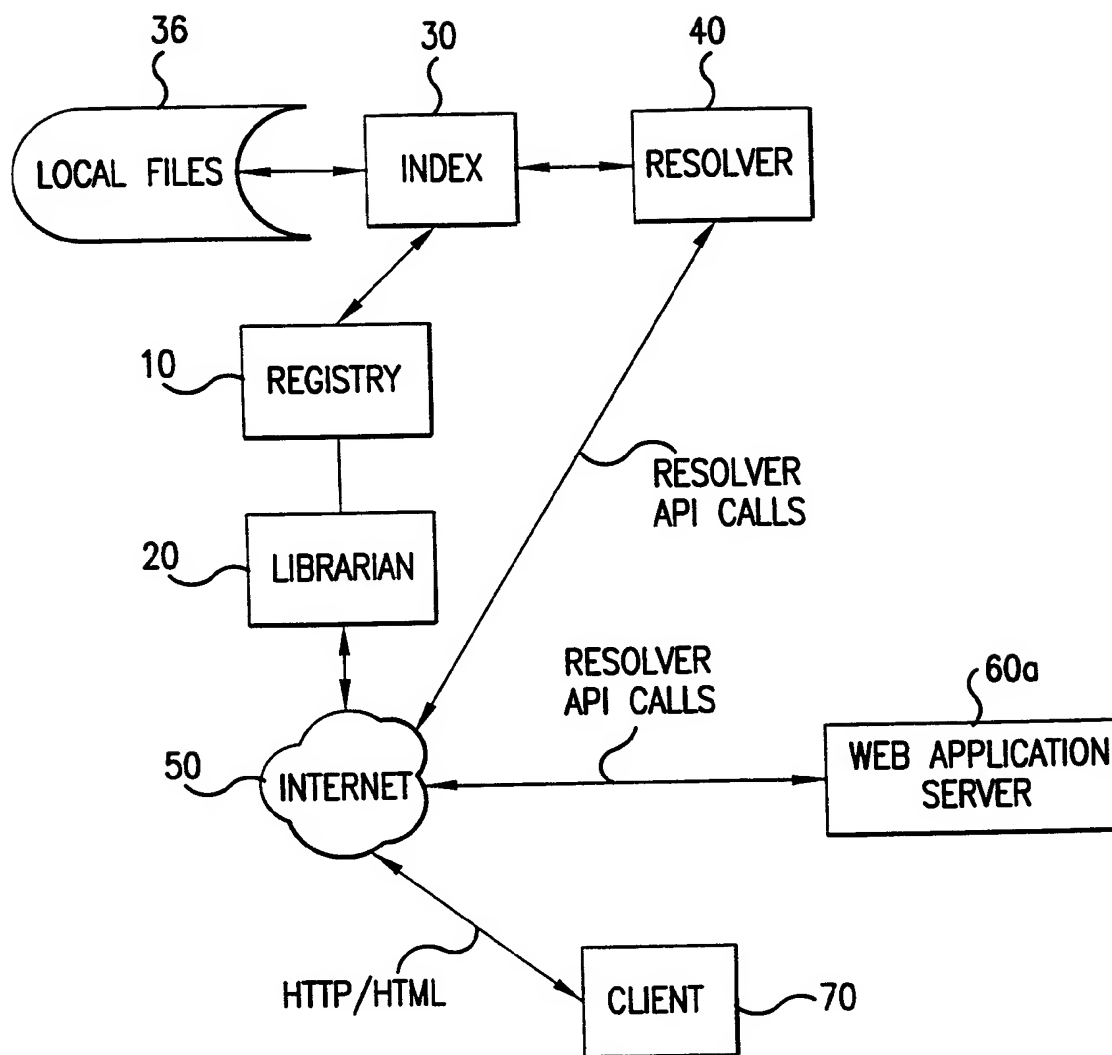 36
30
40
LOCAL FILES
INDEX
RESOLVER
10
REGISTRY
RESOLVER
API CALLS
20
LIBRARIAN
RESOLVER
API CALLS
60a
50
INTERNET
WEB APPLICATION
SERVER
HTTP/HTML
CLIENT
70